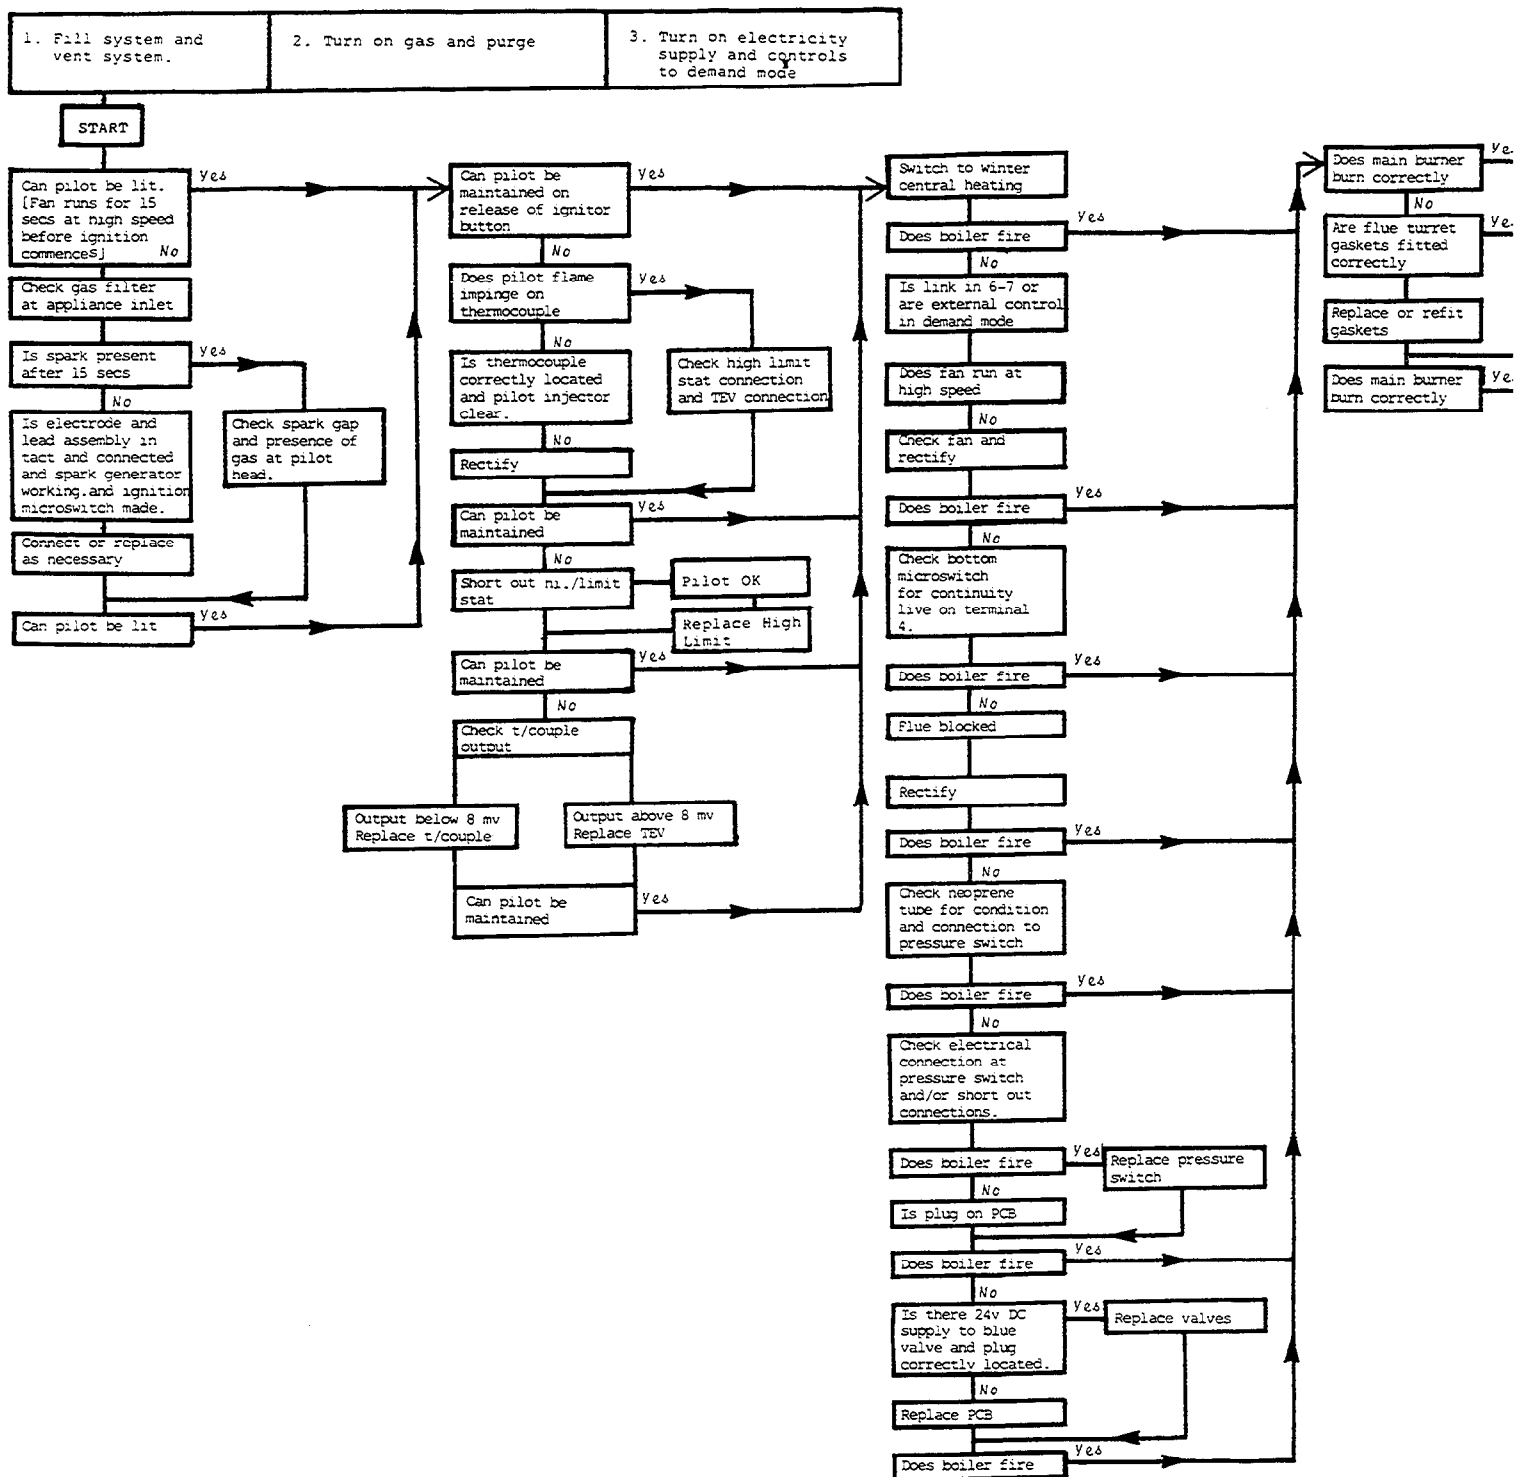 1. Fill system and
vent system.
2. Turn on gas and purge
3. Turn on electricity
supply and controls
to demand mode
START
Can pilot be lit.
[Fan runs for 15
secs at high speed
before ignition
commences]
No
Yes
Check gas filter
at appliance inlet
Is spark present
after 15 secs
Yes
No
Is electrode and
lead assembly in
tact and connected
and spark generator
working.and ignition
microswitch made.
Check spark gap
and presence of
gas at pilot
head.
Connect or replace
as necessary
Can pilot be lit
Yes
Can pilot be
maintained on
release of ignitor
button
Yes
No
Does pilot flame
impinge on
thermocouple
Yes
No
Is thermocouple
correctly located
and pilot injector
clear.
Check high limit
stat connection
and TEV connection
No
Rectify
Can pilot be
maintained
Yes
No
Short out hi./limit
stat
Pilot OK
Replace High
Limit
Can pilot be
maintained
Yes
No
Check t/couple
output
Output below 8 mv
Replace t/couple
Output above 8 mv
Replace TEV
Can pilot be
maintained
Yes
Switch to winter
central heating
Does boiler fire
Yes
No
Is link in 6-7 or
are external control
in demand mode
Does fan run at
high speed
No
Check fan and
rectify
Does boiler fire
Yes
No
Check bottom
microswitch
for continuity
live on terminal
4.
Does boiler fire
Yes
No
Flue blocked
Rectify
Does boiler fire
Yes
No
Check neoprene
tube for condition
and connection to
pressure switch
Does boiler fire
Yes
No
Check electrical
connection at
pressure switch
and/or short out
connections.
Does boiler fire
Yes
Replace pressure
switch
No
Is plug on PCB
Does boiler fire
Yes
No
Is there 24v DC
supply to blue
valve and plug
correctly located.
Yes
Replace valves
No
Replace PCB
Does boiler fire
Yes
Does main burner
burn correctly
Ye
No
Are flue turret
gaskets fitted
correctly
Ye
Replace or refit
gaskets
Does main burner
burn correctly
Ye